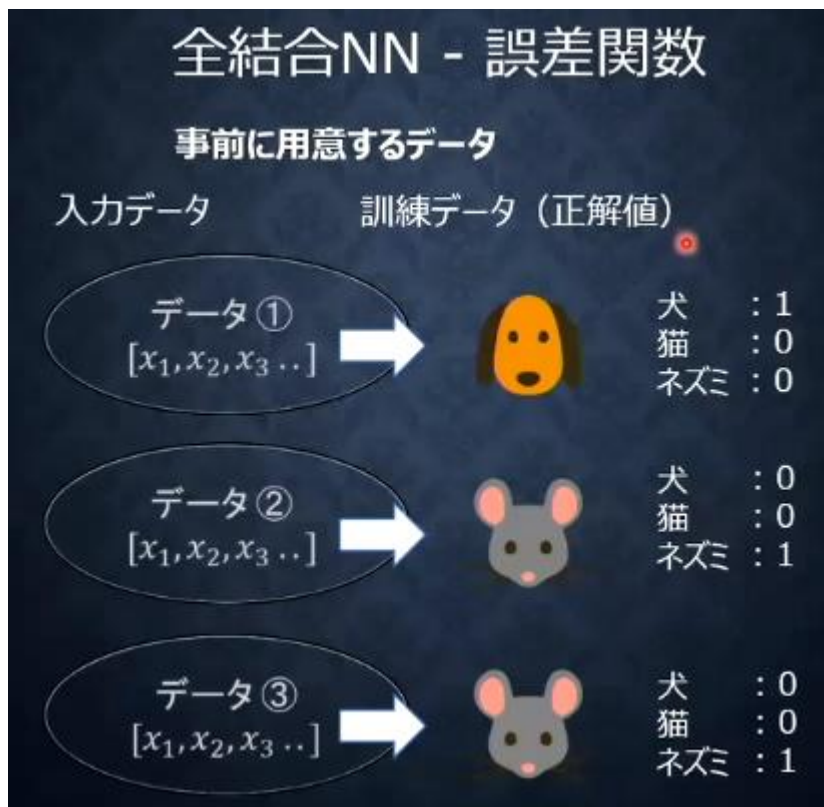 全結合NN - 誤差関数
事前に用意するデータ
入力データ
訓練データ（正解値）
データ①
[x₁, x₂, x₃ ..]
犬 : 1
猫 : 0
ネズミ : 0
データ②
[x₁, x₂, x₃ ..]
犬 : 0
猫 : 0
ネズミ : 1
データ③
[x₁, x₂, x₃ ..]
犬 : 0
猫 : 0
ネズミ : 1